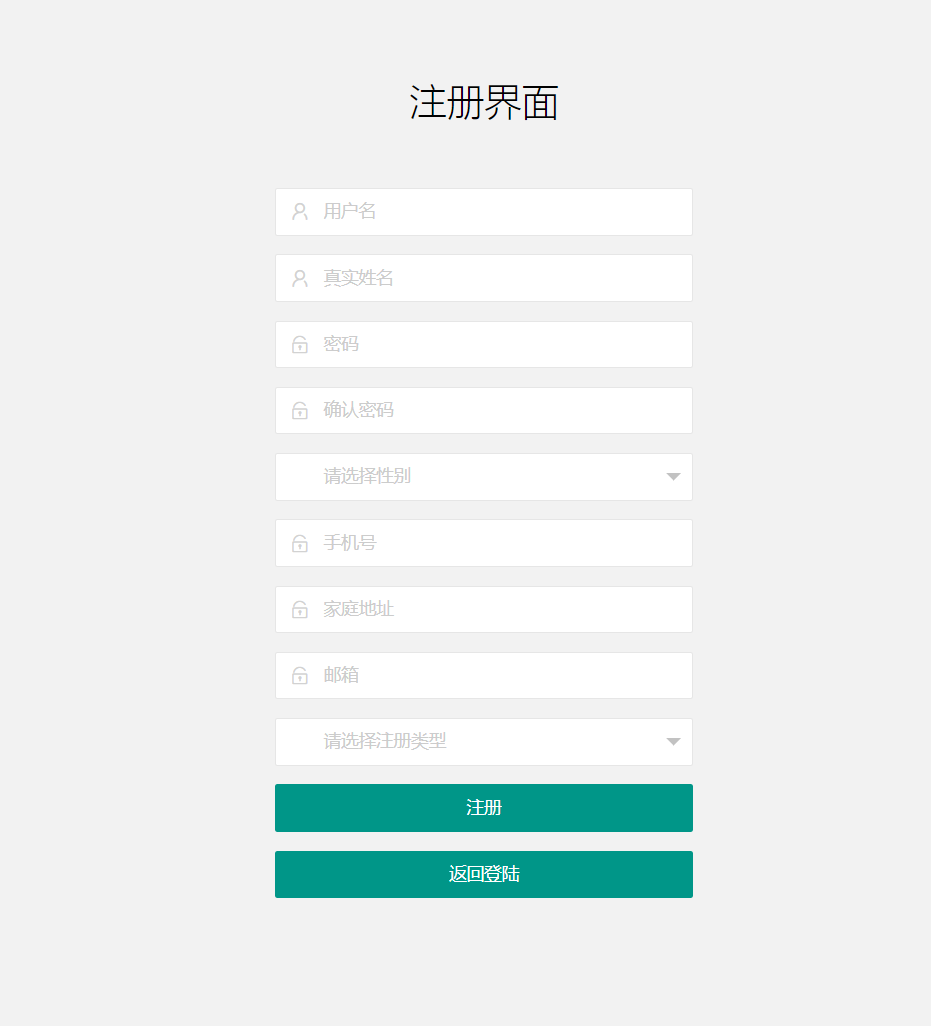 注册界面
用户名
真实姓名
密码
确认密码
请选择性别
手机号
家庭地址
邮箱
请选择注册类型
注册
返回登陆